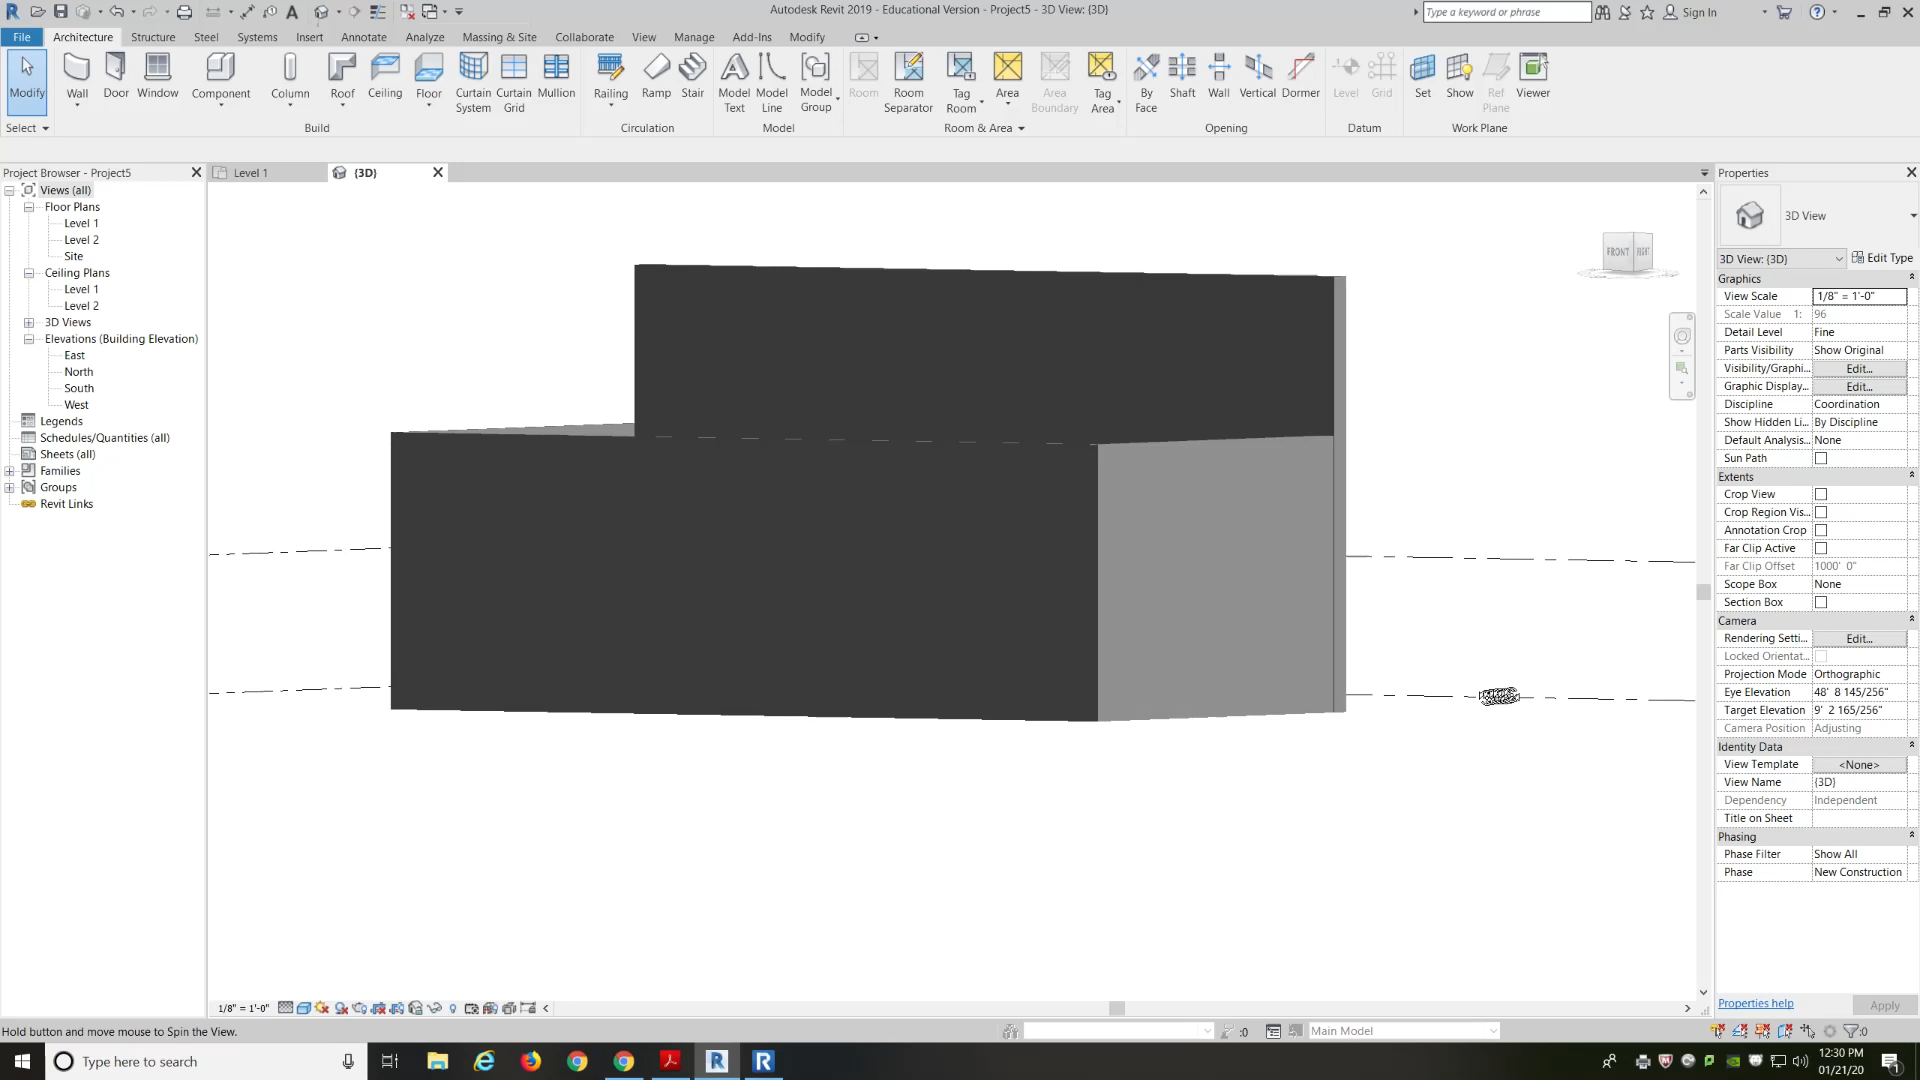 Autodesk Revit 2019 - Educational Version - Project5 - 3D View: {3D}
Type a keyword or phrase
Sign In
File Architecture Structure Steel Systems Insert Annotate Analyze Massing & Site Collaborate View Manage Add-Ins Modify
Modify Wall Door Window Component Column Roof Ceiling Floor Curtain System Curtain Grid Mullion Railing Ramp Stair Model Text Model Line Model Group Room Room Separator Tag Room Area Area Boundary Tag Area By Face Shaft Wall Vertical Dormer Level Grid Set Show Ref Plane Viewer
Select Build Circulation Model Room & Area Opening Datum Work Plane
Project Browser - Project5
Views (all)
Floor Plans
Level 1
Level 2
Site
Ceiling Plans
Level 1
Level 2
3D Views
Elevations (Building Elevation)
East
North
South
West
Legends
Schedules/Quantities (all)
Sheets (all)
Families
Groups
Revit Links
Level 1
{3D}
FRONT RIGHT
Properties
3D View
3D View: {3D} Edit Type
Graphics
View Scale 1/8" = 1'-0"
Scale Value 1: 96
Detail Level Fine
Parts Visibility Show Original
Visibility/Graphi... Edit...
Graphic Display... Edit...
Discipline Coordination
Show Hidden Li... By Discipline
Default Analysis... None
Sun Path
Extents
Crop View
Crop Region Vis...
Annotation Crop
Far Clip Active
Far Clip Offset 1000' 0"
Scope Box None
Section Box
Camera
Rendering Setti... Edit...
Locked Orientat...
Projection Mode Orthographic
Eye Elevation 48' 8 145/256"
Target Elevation 9' 2 165/256"
Camera Position Adjusting
Identity Data
View Template <None>
View Name {3D}
Dependency Independent
Title on Sheet
Phasing
Phase Filter Show All
Phase New Construction
Properties help Apply
1/8" = 1'-0"
Hold button and move mouse to Spin the View.
:0
Main Model
:0
Type here to search
12:30 PM
01/21/20
1